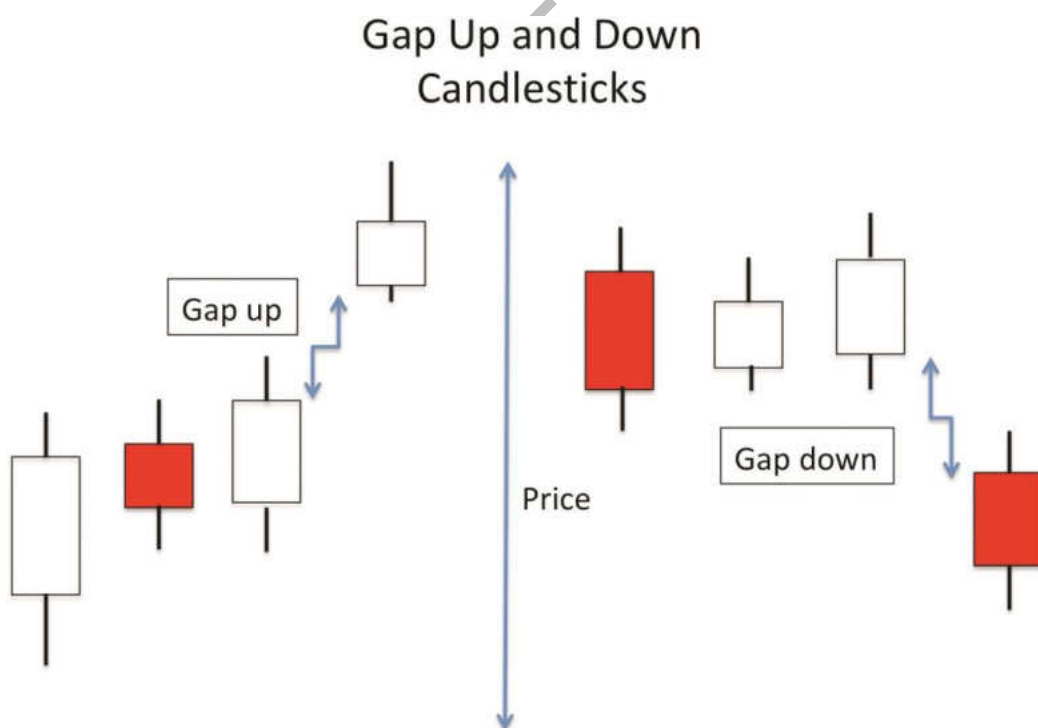 Gap Up and Down
Candlesticks
Gap up
Price
Gap down